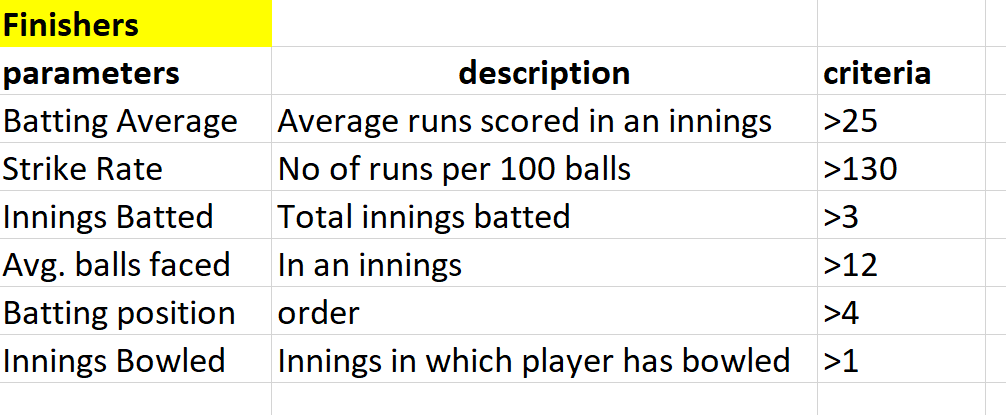 Finishers
parameters description criteria
Batting Average Average runs scored in an innings >25
Strike Rate No of runs per 100 balls >130
Innings Batted Total innings batted >3
Avg. balls faced In an innings >12
Batting position order >4
Innings Bowled Innings in which player has bowled >1